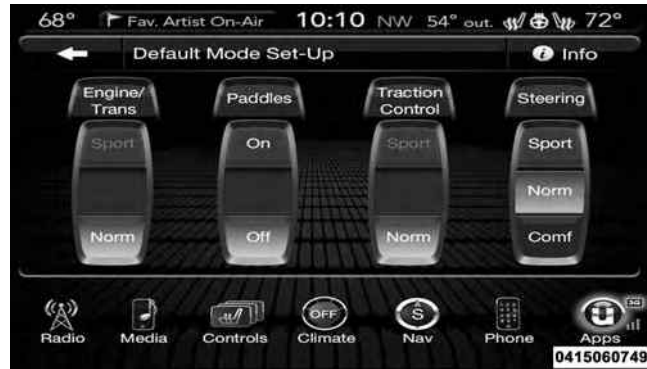 68° Fav. Artist On-Air 10:10 NW 54° out. 72°
Default Mode Set-Up Info
Engine/ Paddles Traction Steering
Trans Control
Sport On Sport Sport
Norm
Norm Off Norm Comf
OFF S 3G
Radio Media Controls Climate Nav Phone Apps
0415060749